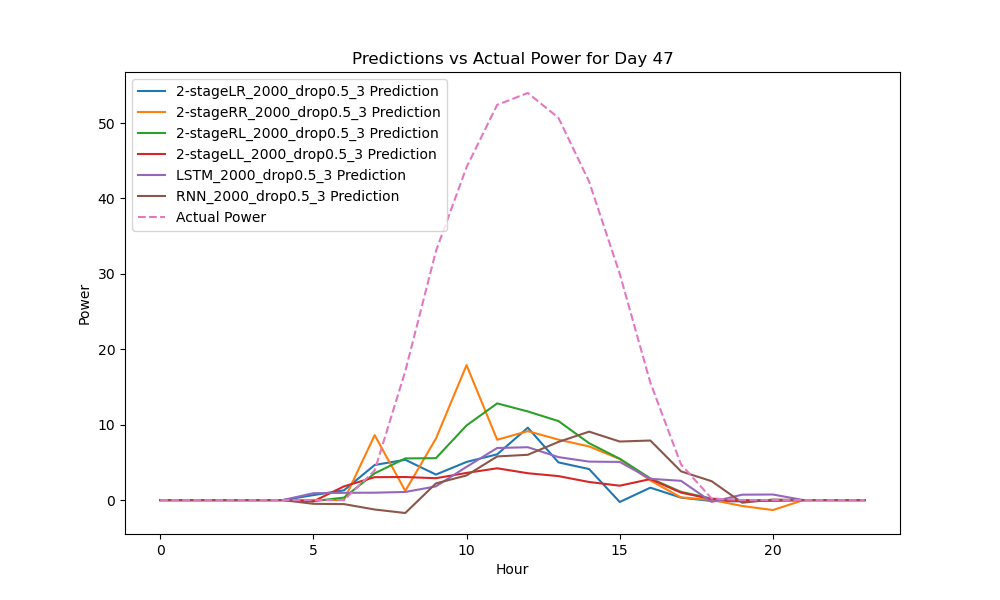 Predictions vs Actual Power for Day 47
2-stageLR_2000_drop0.5_3 Prediction
2-stageRR_2000_drop0.5_3 Prediction
2-stageRL_2000_drop0.5_3 Prediction
2-stageLL_2000_drop0.5_3 Prediction
LSTM_2000_drop0.5_3 Prediction
RNN_2000_drop0.5_3 Prediction
Actual Power
50
40
30
20
10
0
Power
0 5 10 15 20
Hour